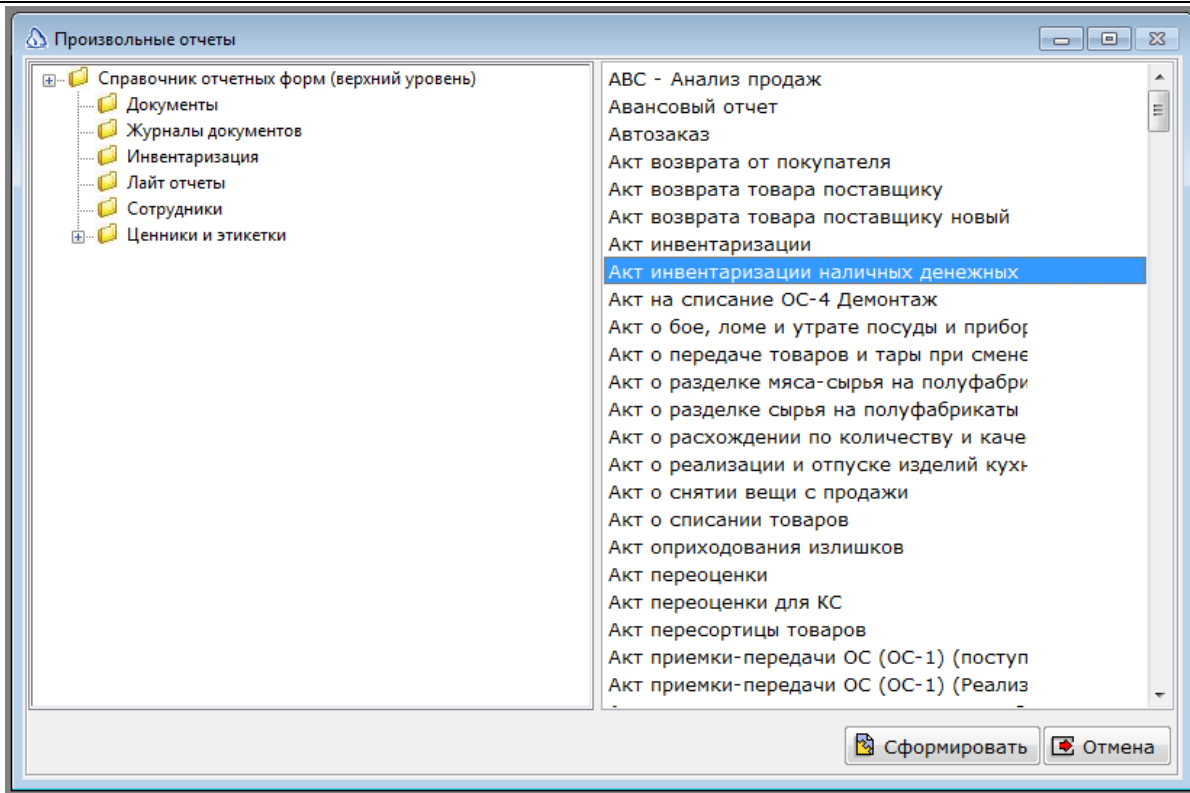 Произвольные отчеты
Справочник отчетных форм (верхний уровень)
Документы
Журналы документов
Инвентаризация
Лайт отчеты
Сотрудники
Ценники и этикетки
ABC - Анализ продаж
Авансовый отчет
Автозаказ
Акт возврата от покупателя
Акт возврата товара поставщику
Акт возврата товара поставщику новый
Акт инвентаризации
Акт инвентаризации наличных денежных
Акт на списание ОС-4 Демонтаж
Акт о бое, ломе и утрате посуды и прибор
Акт о передаче товаров и тары при смене
Акт о разделке мяса-сырья на полуфабри
Акт о разделке сырья на полуфабрикаты
Акт о расхождении по количеству и каче
Акт о реализации и отпуске изделий кухн
Акт о снятии вещи с продажи
Акт о списании товаров
Акт оприходования излишков
Акт переоценки
Акт переоценки для КС
Акт пересортицы товаров
Акт приемки-передачи ОС (ОС-1) (поступ
Акт приемки-передачи ОС (ОС-1) (Реализ
Сформировать
Отмена